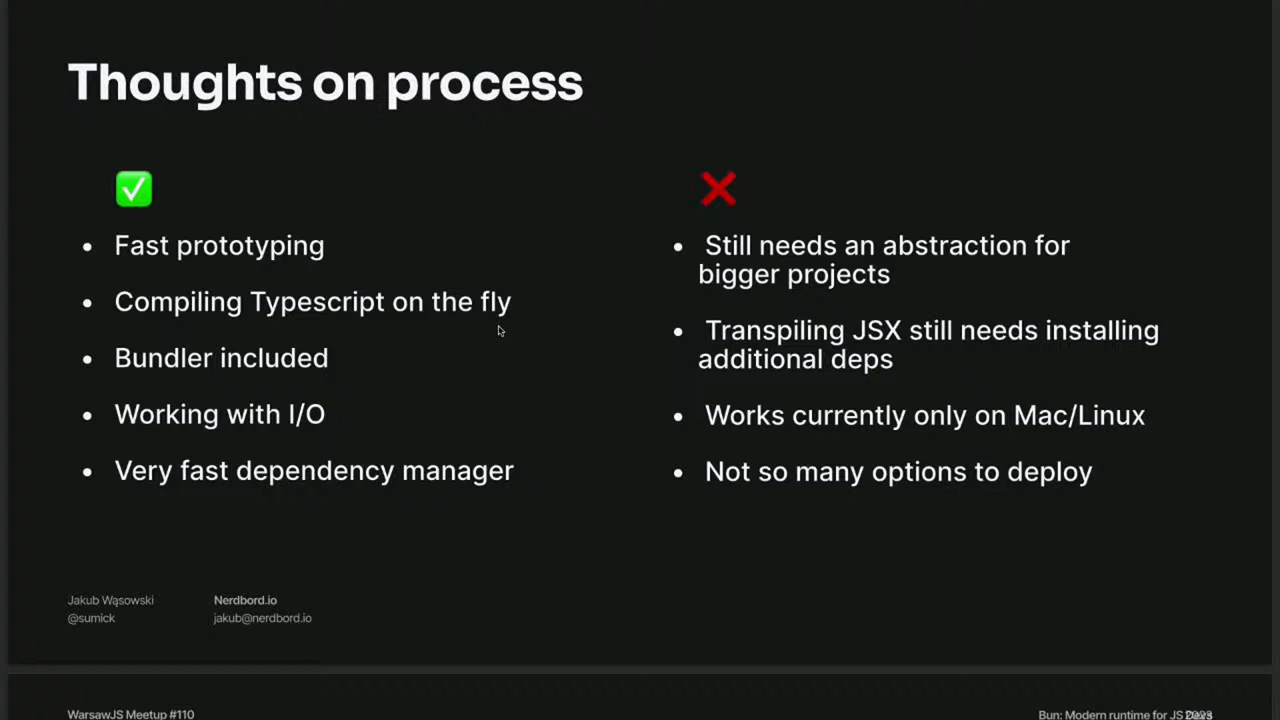 Thoughts on process
✅
• Fast prototyping
• Compiling Typescript on the fly
• Bundler included
• Working with I/O
• Very fast dependency manager
❌
• Still needs an abstraction for
bigger projects
• Transpiling JSX still needs installing
additional deps
• Works currently only on Mac/Linux
• Not so many options to deploy
Jakub Wąsowski
@sumick
Nerdbord.io
jakub@nerdbord.io
WarsawJS Meetup #110
Bun: Modern runtime for JS